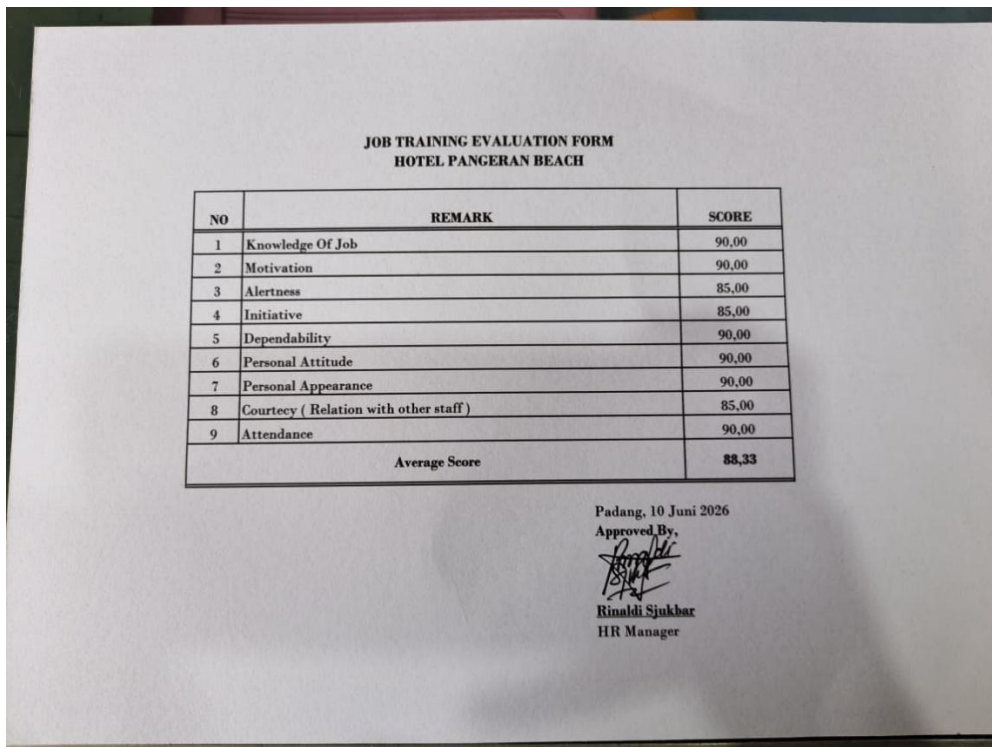 JOB TRAINING EVALUATION FORM
HOTEL PANGERAN BEACH
NO REMARK SCORE
1 Knowledge Of Job 90,00
2 Motivation 90,00
3 Alertness 85,00
4 Initiative 85,00
5 Dependability 90,00
6 Personal Attitude 90,00
7 Personal Appearance 90,00
8 Courtecy ( Relation with other staff ) 85,00
9 Attendance 90,00
Average Score 88,33
Padang, 10 Juni 2026
Approved By,
Rinaldi Sjukbar
HR Manager